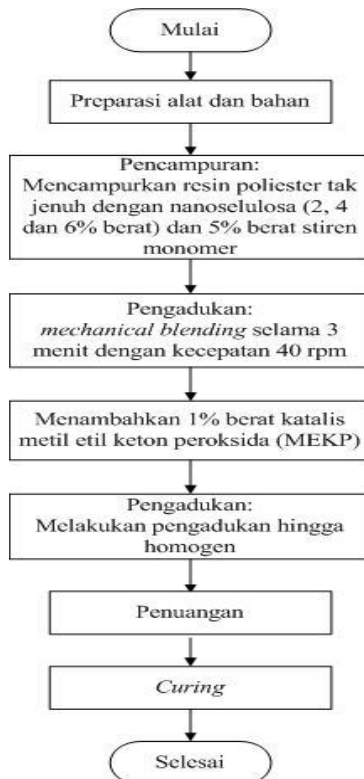 Mulai
Preparasi alat dan bahan
Pencampuran:
Mencampurkan resin poliester tak
jenuh dengan nanoselulosa (2, 4
dan 6% berat) dan 5% berat stiren
monomer
Pengadukan:
mechanical blending selama 3
menit dengan kecepatan 40 rpm
Menambahkan 1% berat katalis
metil etil keton peroksida (MEKP)
Pengadukan:
Melakukan pengadukan hingga
homogen
Penuangan
Curing
Selesai